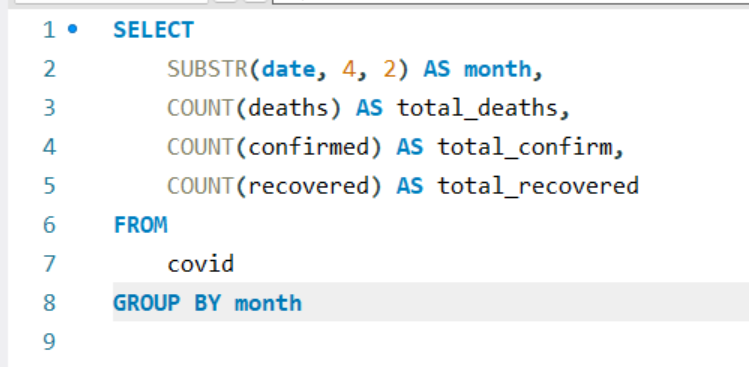 1 SELECT
2 SUBSTR(date, 4, 2) AS month,
3 COUNT(deaths) AS total_deaths,
4 COUNT(confirmed) AS total_confirm,
5 COUNT(recovered) AS total_recovered
6 FROM
7 covid
8 GROUP BY month
9